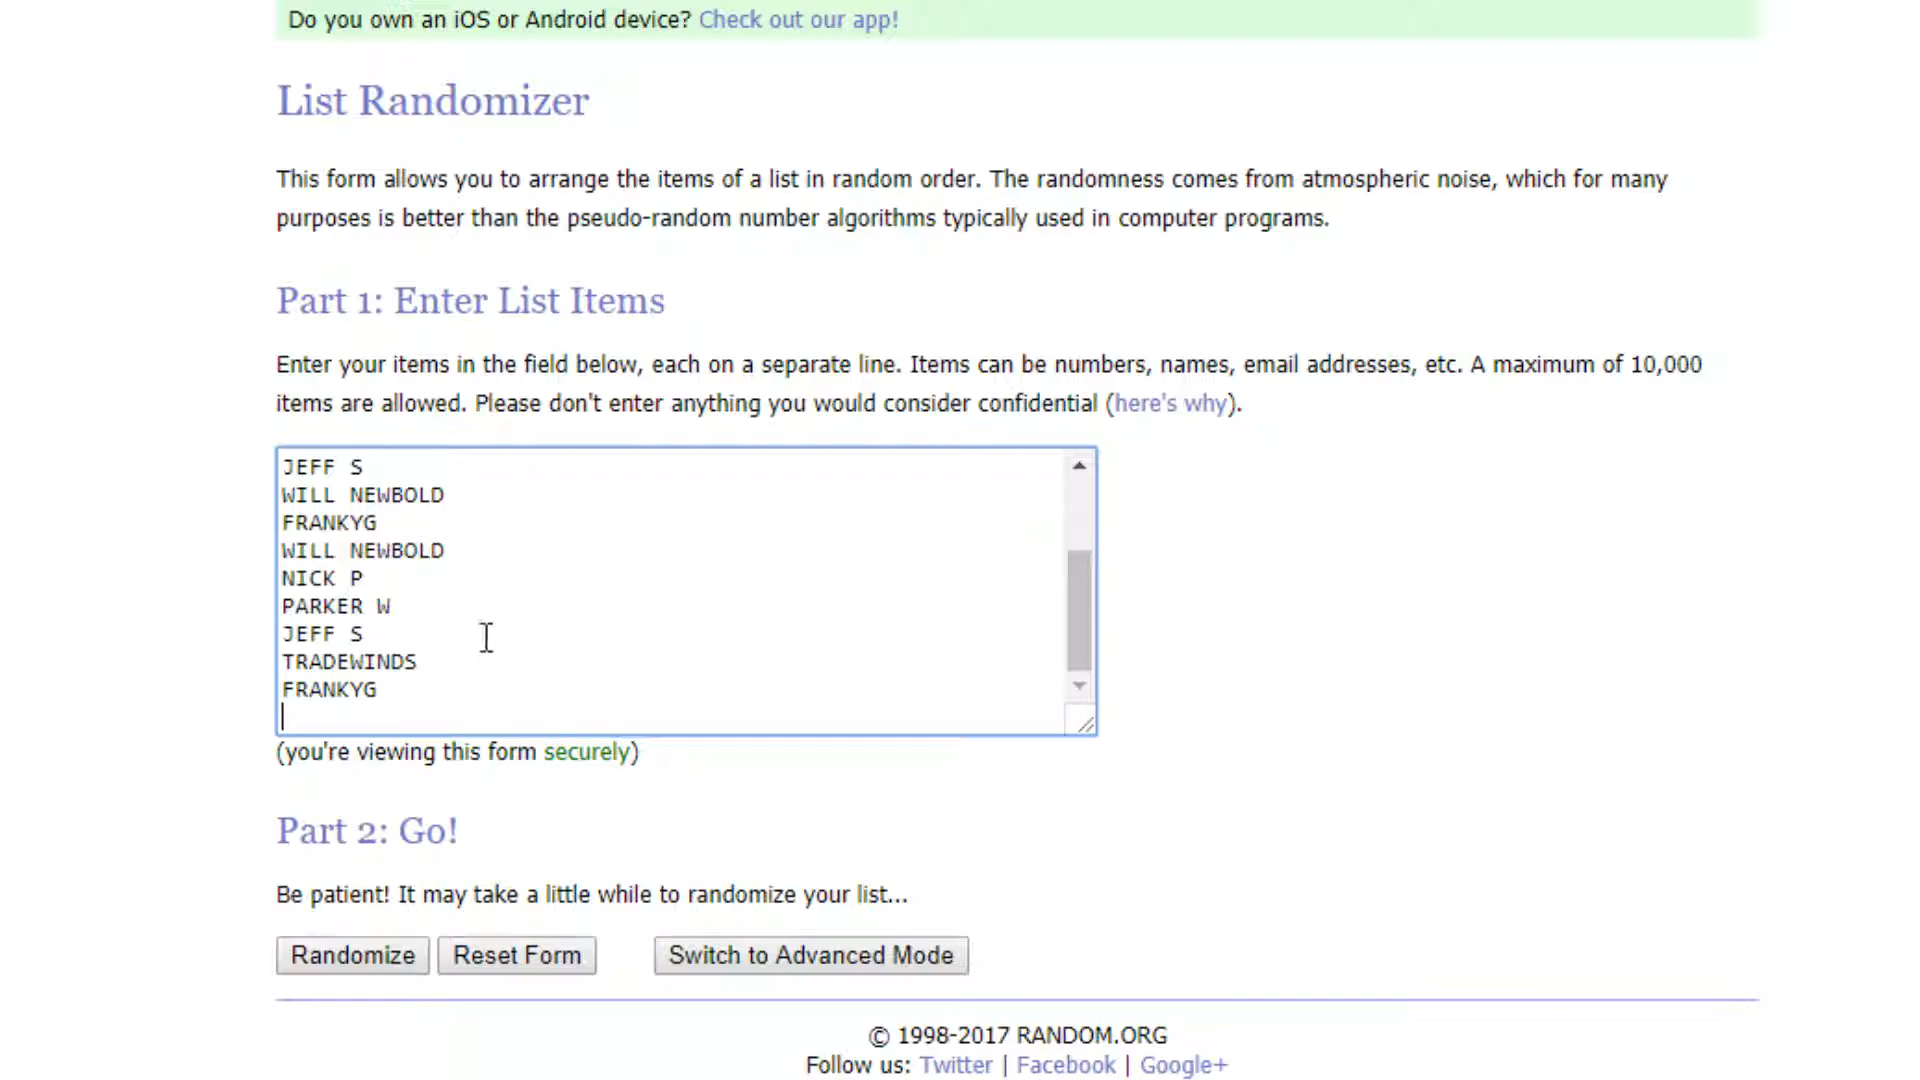 Do you own an iOS or Android device? Check out our app!
List Randomizer
This form allows you to arrange the items of a list in random order. The randomness comes from atmospheric noise, which for many
purposes is better than the pseudo-random number algorithms typically used in computer programs.
Part 1: Enter List Items
Enter your items in the field below, each on a separate line. Items can be numbers, names, email addresses, etc. A maximum of 10,000
items are allowed. Please don't enter anything you would consider confidential (here's why).
JEFF S
WILL NEWBOLD
FRANKYG
WILL NEWBOLD
NICK P
PARKER W
JEFF S
TRADEWINDS
FRANKYG
(you're viewing this form securely)
Part 2: Go!
Be patient! It may take a little while to randomize your list...
Randomize Reset Form Switch to Advanced Mode
© 1998-2017 RANDOM.ORG
Follow us: Twitter | Facebook | Google+